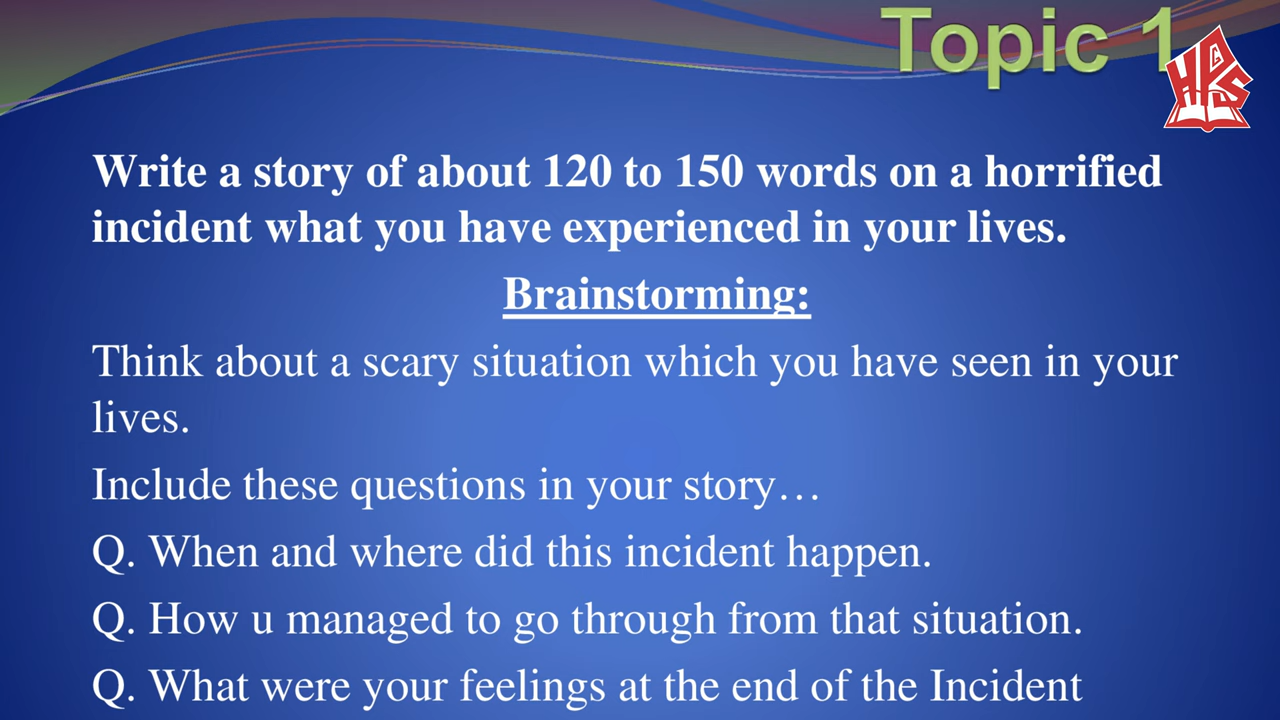 Topic 1
HPGS
Write a story of about 120 to 150 words on a horrified
incident what you have experienced in your lives.
Brainstorming:
Think about a scary situation which you have seen in your
lives.
Include these questions in your story…
Q. When and where did this incident happen.
Q. How u managed to go through from that situation.
Q. What were your feelings at the end of the Incident